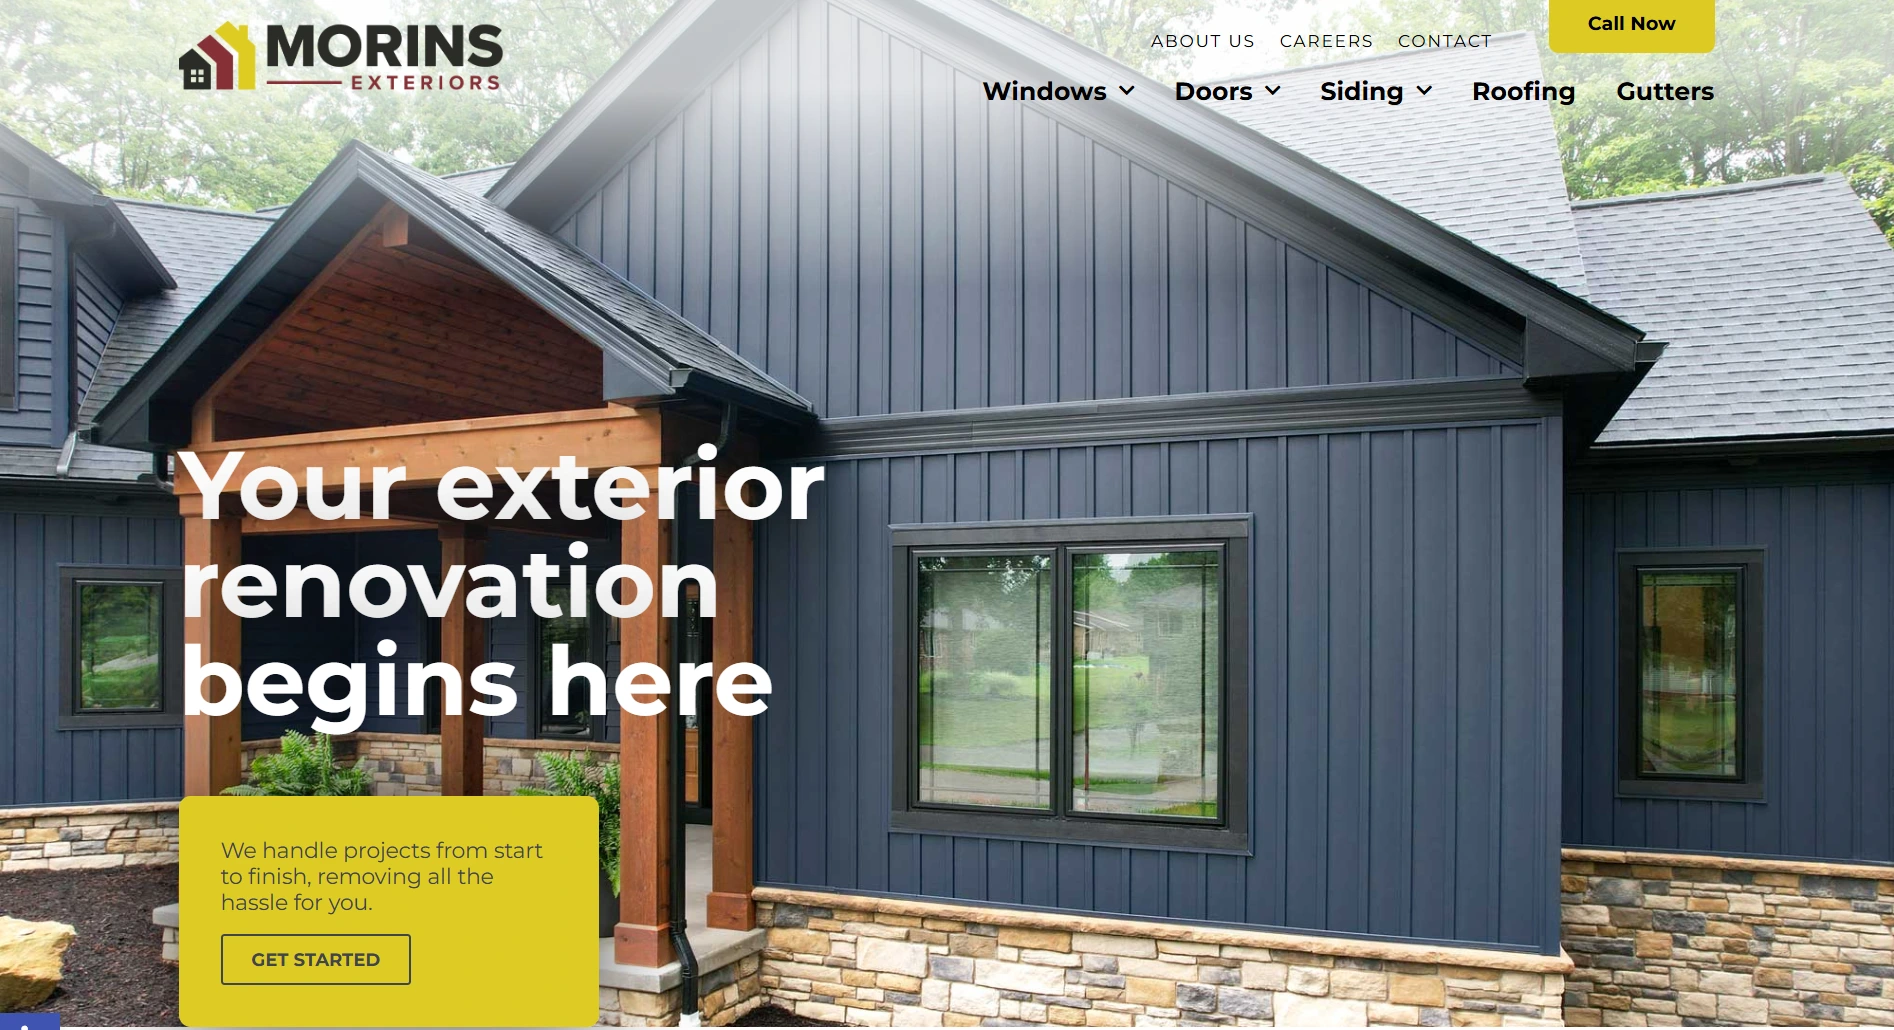 MORINS
EXTERIORS
ABOUT US CAREERS CONTACT
Call Now
Windows Doors Siding Roofing Gutters
Your exterior
renovation
begins here
We handle projects from start
to finish, removing all the
hassle for you.
GET STARTED